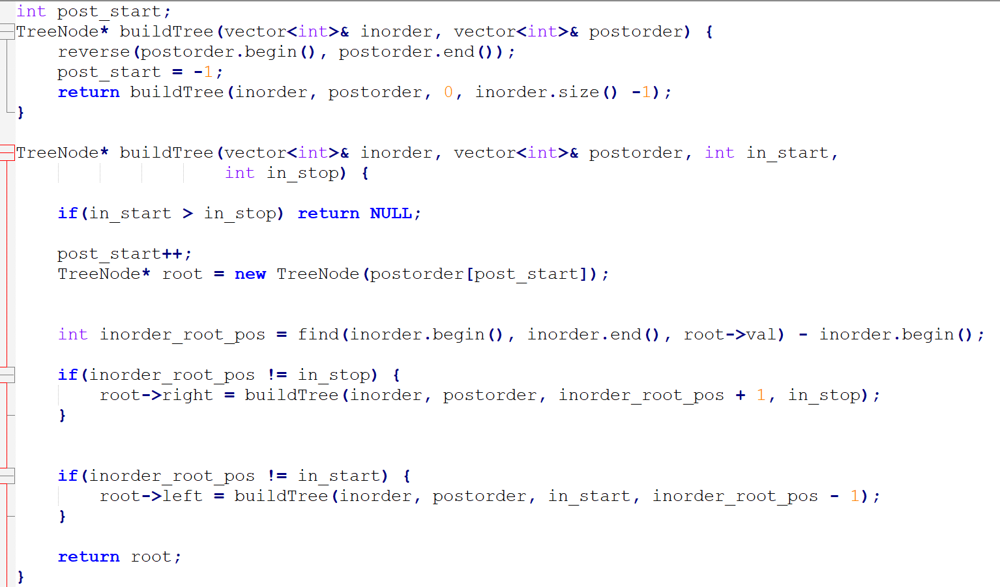 int post_start;
TreeNode* buildTree(vector<int>& inorder, vector<int>& postorder) {
    reverse(postorder.begin(), postorder.end());
    post_start = -1;
    return buildTree(inorder, postorder, 0, inorder.size() -1);
}

TreeNode* buildTree(vector<int>& inorder, vector<int>& postorder, int in_start,
                    int in_stop) {

    if(in_start > in_stop) return NULL;

    post_start++;
    TreeNode* root = new TreeNode(postorder[post_start]);


    int inorder_root_pos = find(inorder.begin(), inorder.end(), root->val) - inorder.begin();

    if(inorder_root_pos != in_stop) {
        root->right = buildTree(inorder, postorder, inorder_root_pos + 1, in_stop);
    }


    if(inorder_root_pos != in_start) {
        root->left = buildTree(inorder, postorder, in_start, inorder_root_pos - 1);
    }

    return root;
}